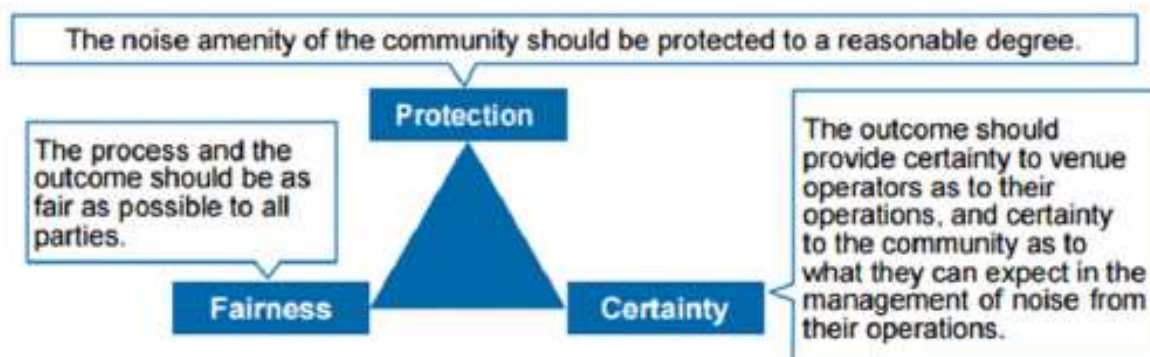 The noise amenity of the community should be protected to a reasonable degree.
Protection
The process and the
outcome should be as
fair as possible to all
parties.
Fairness
The outcome should
provide certainty to venue
operators as to their
operations, and certainty
to the community as to
what they can expect in the
management of noise from
their operations.
Certainty